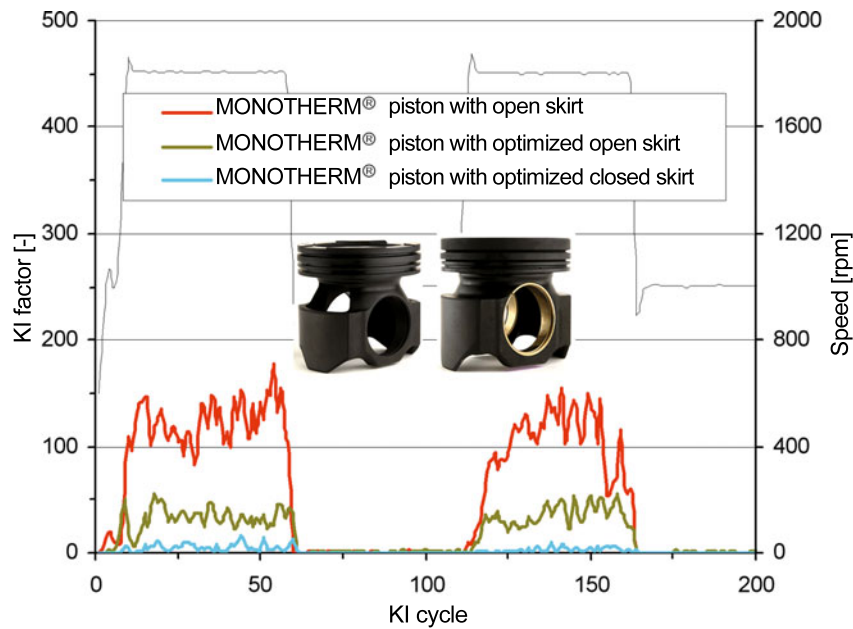 500
2000
MONOTHERM® piston with open skirt
400
1600
MONOTHERM® piston with optimized open skirt
MONOTHERM® piston with optimized closed skirt
300
1200
KI factor [-]
Speed [rpm]
200
800
100
400
0
0
0 50 100 150 200
KI cycle